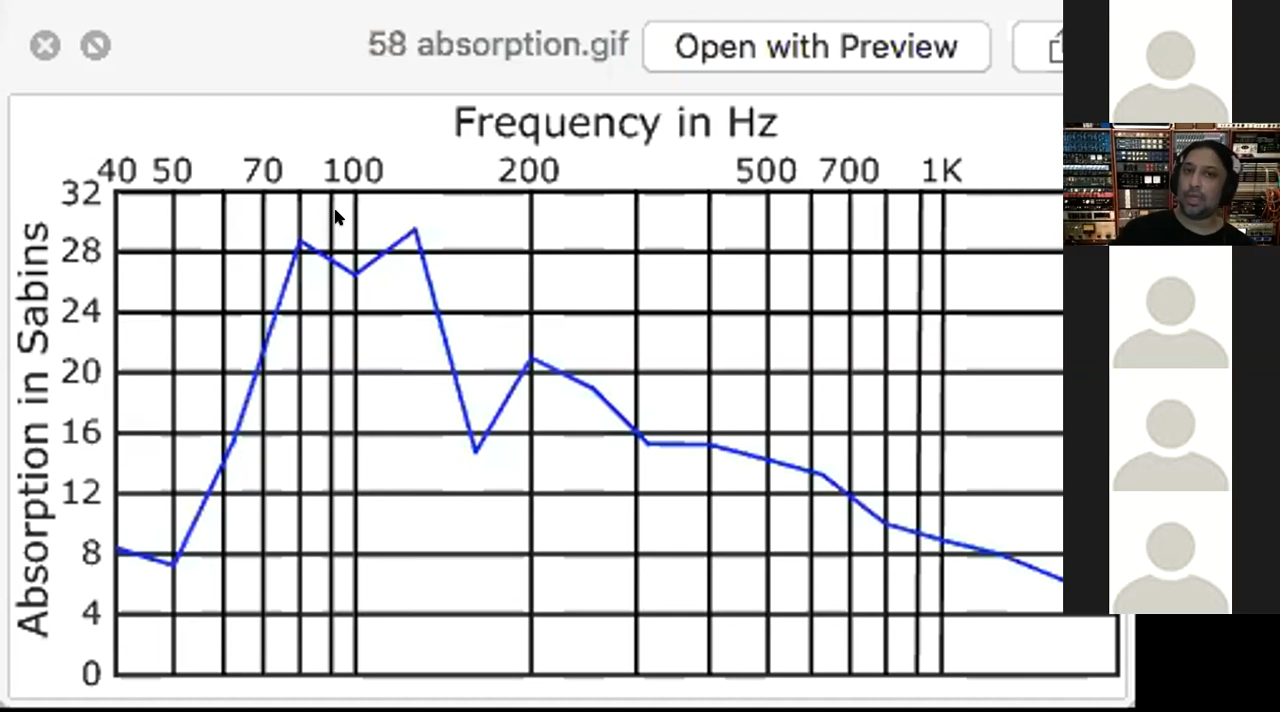 58 absorption.gif
Open with Preview
Frequency in Hz
40 50 70 100 200 500 700 1K
Absorption in Sabins
32
28
24
20
16
12
8
4
0